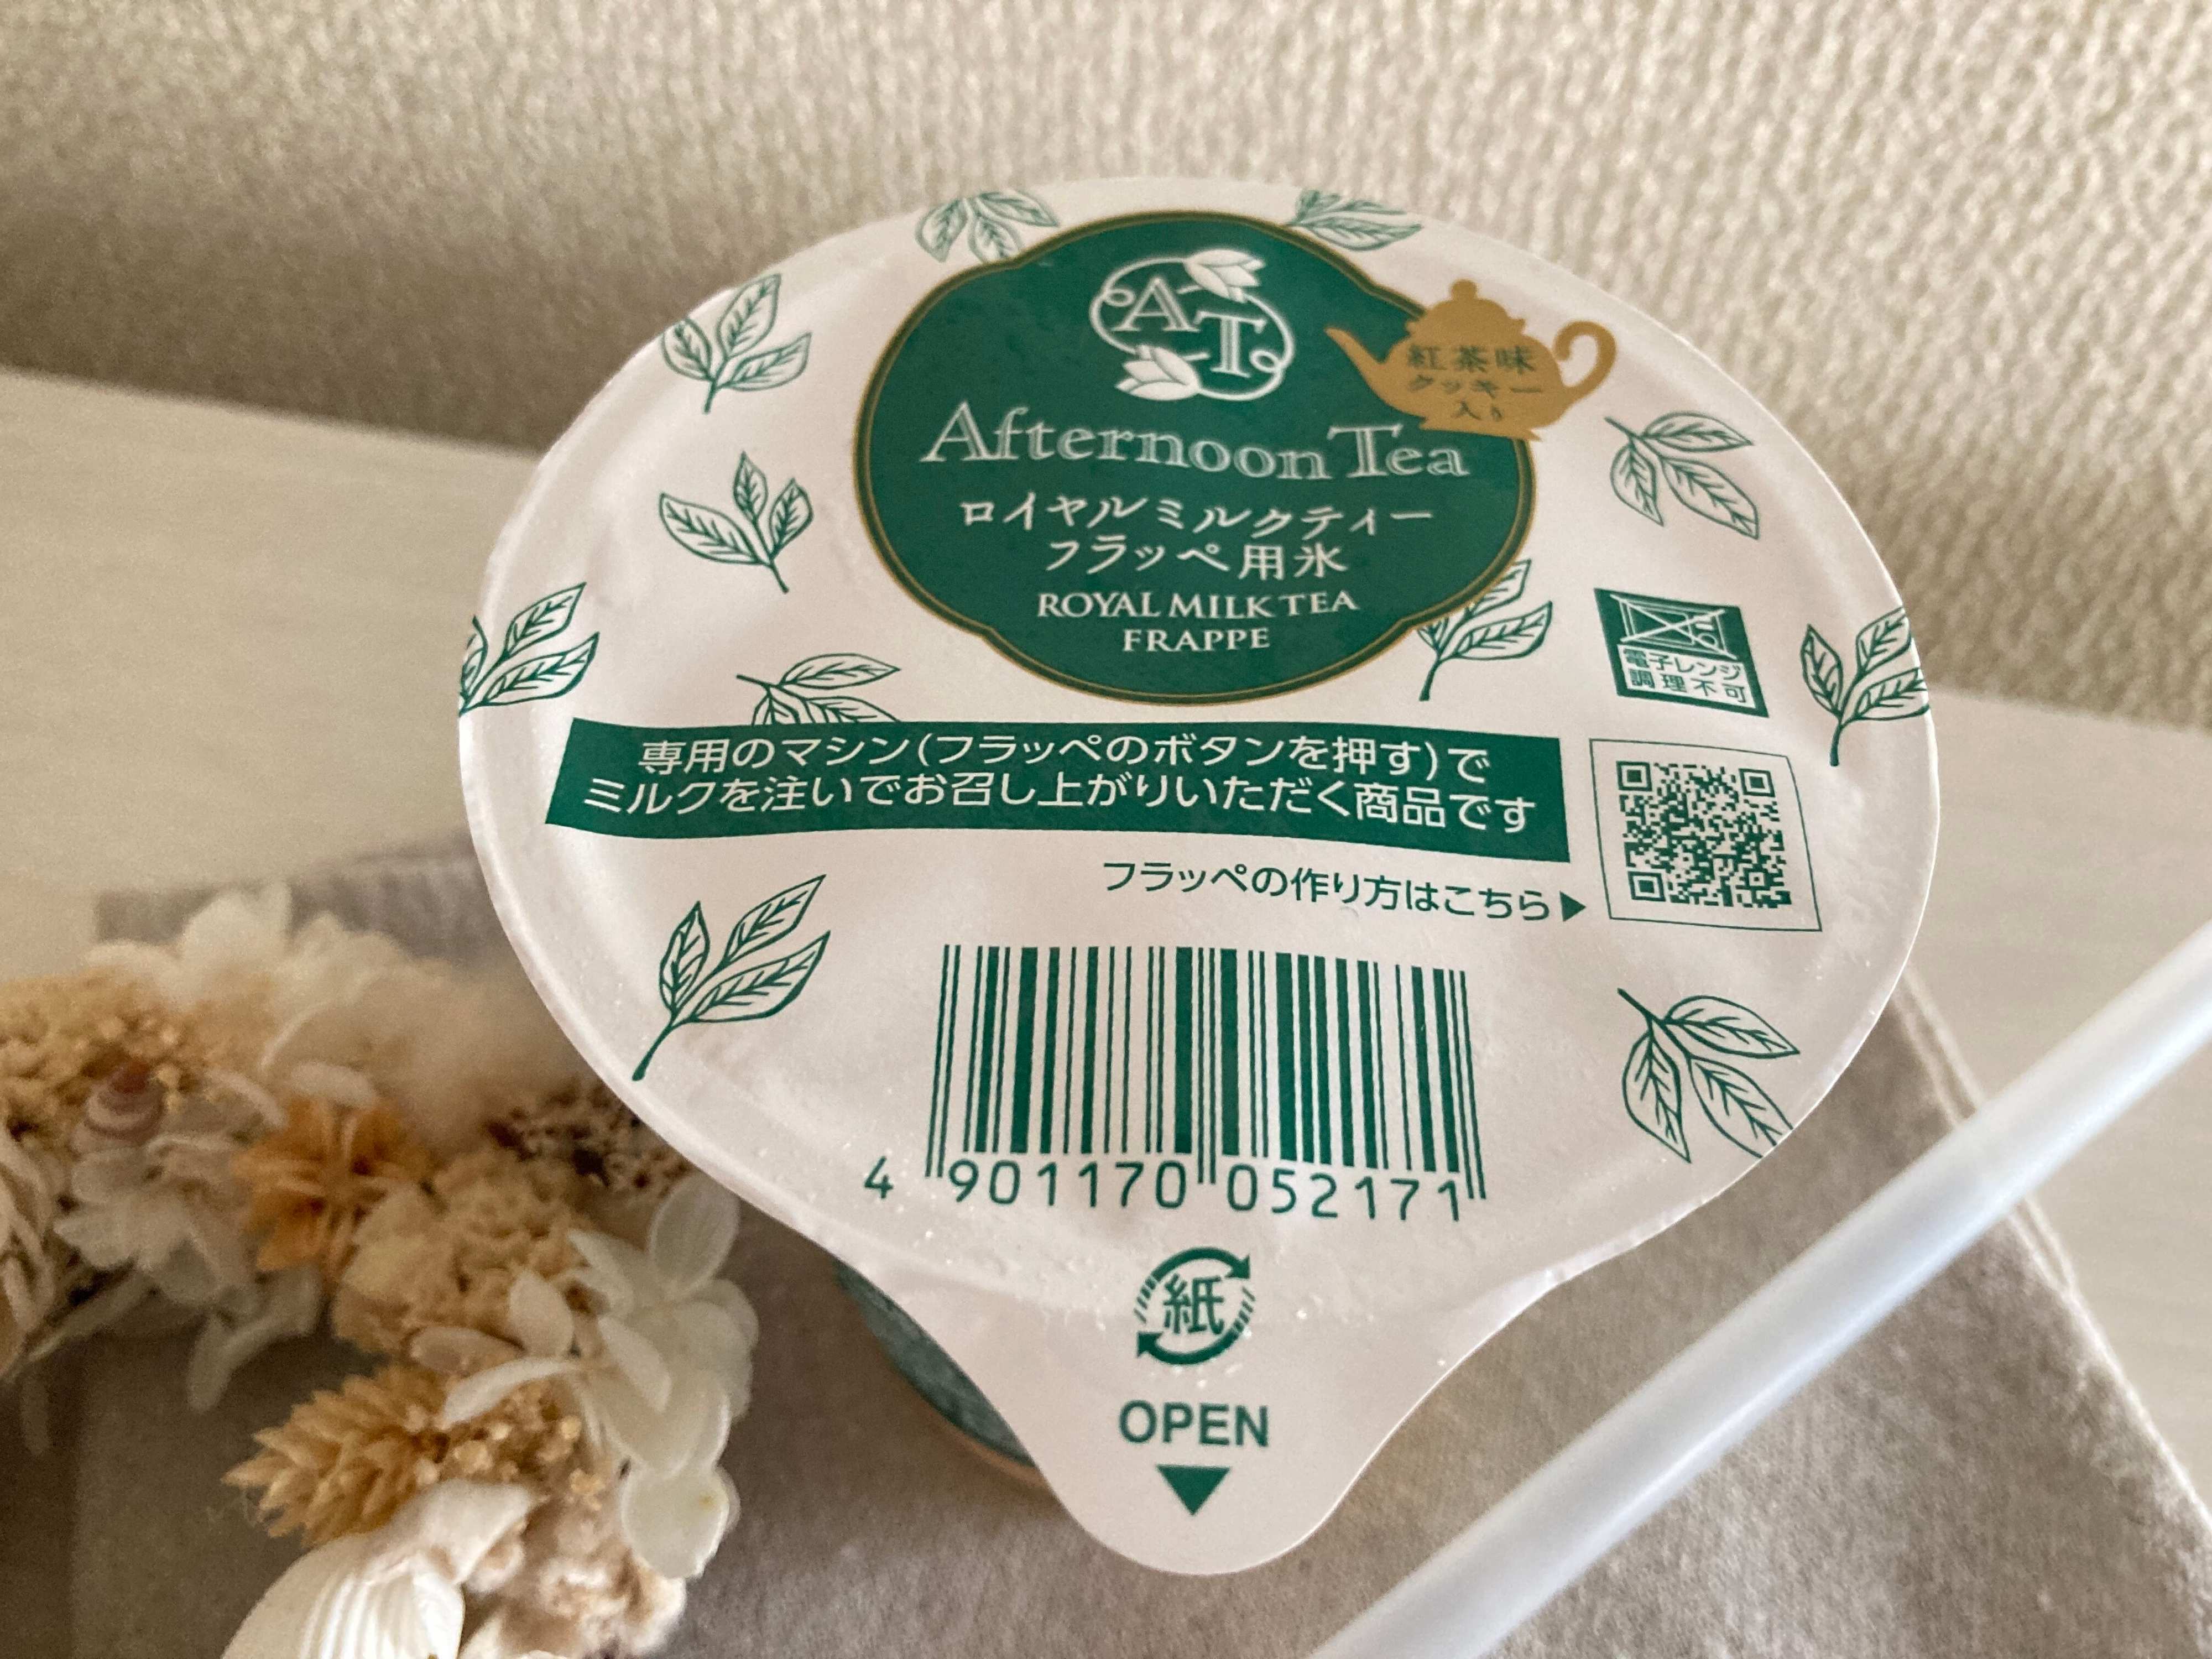 AT
Afternoon Tea
紅茶味
クッキー
入り
ロイヤルミルクティー
フラッペ用氷
ROYAL MILK TEA
FRAPPE
電子レンジ
調理不可
専用のマシン(フラッペのボタンを押す)で
ミルクを注いでお召し上がりいただく商品です
フラッペの作り方はこちら▶
4 901170 052171
紙
OPEN